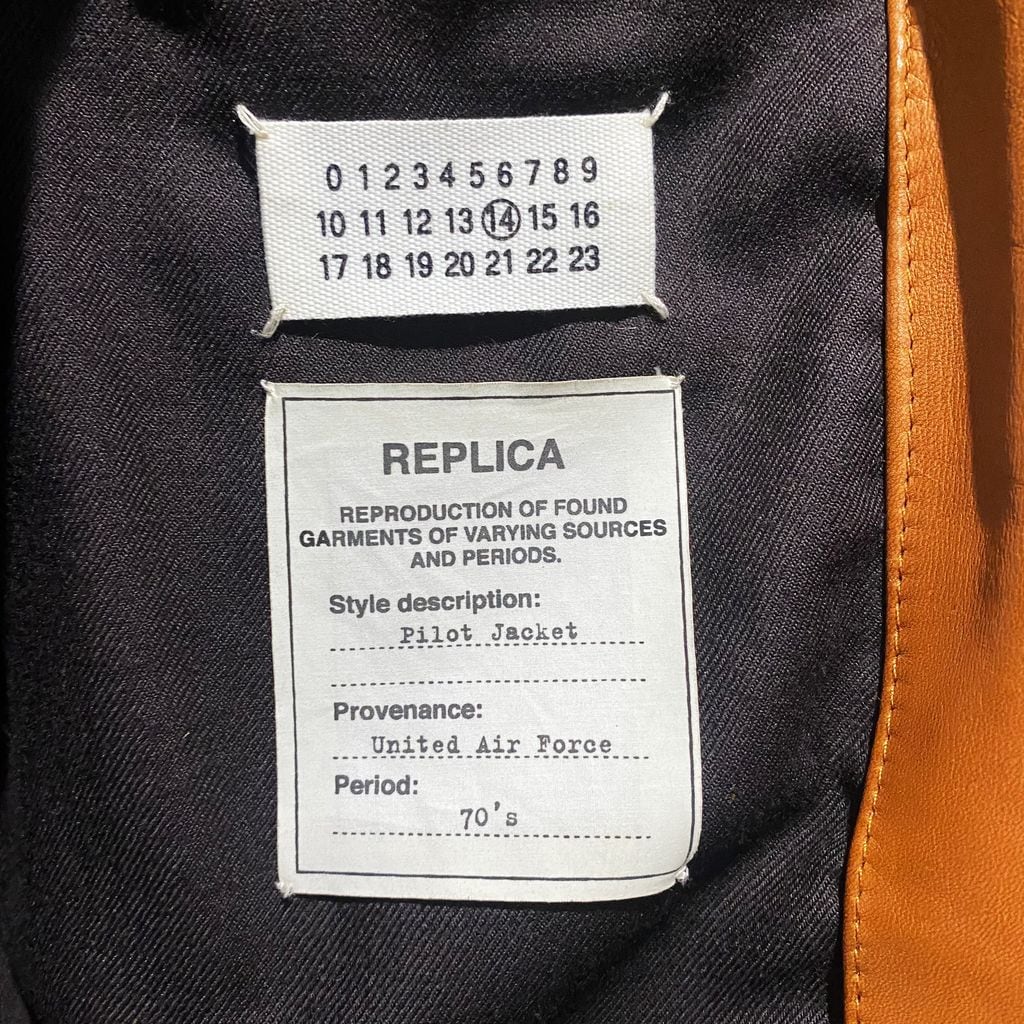 0 1 2 3 4 5 6 7 8 9
10 11 12 13 14 15 16
17 18 19 20 21 22 23
REPLICA
REPRODUCTION OF FOUND
GARMENTS OF VARYING SOURCES
AND PERIODS.
Style description:
Pilot Jacket
Provenance:
United Air Force
Period:
70's